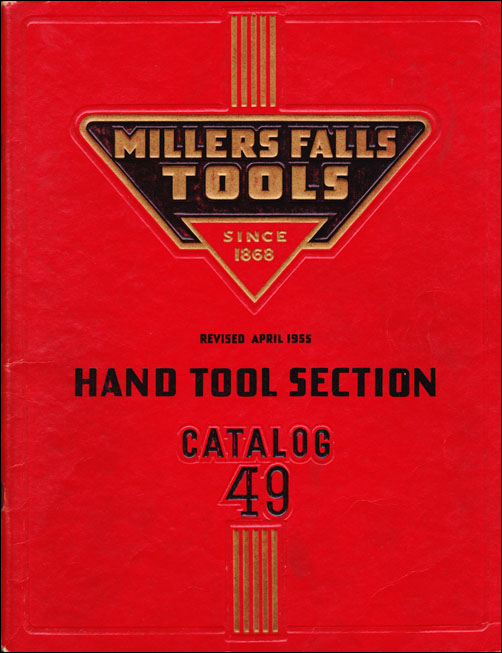 MILLERS FALLS
TOOLS
SINCE
1868
REVISED APRIL 1955
HAND TOOL SECTION
CATALOG
49